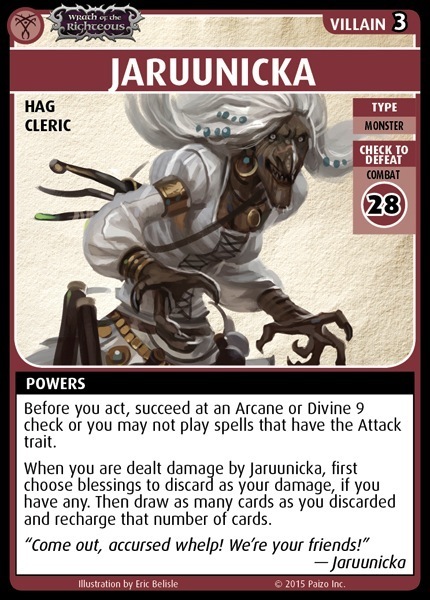 Wrath of the
Righteous
VILLAIN 3
JARUUNICKA
HAG
CLERIC
TYPE
MONSTER
CHECK TO
DEFEAT
COMBAT
28
POWERS
Before you act, succeed at an Arcane or Divine 9
check or you may not play spells that have the Attack
trait.
When you are dealt damage by Jaruunicka, first
choose blessings to discard as your damage, if you
have any. Then draw as many cards as you discarded
and recharge that number of cards.
“Come out, accursed whelp! We’re your friends!”
— Jaruunicka
Illustration by Eric Belisle
© 2015 Paizo Inc.